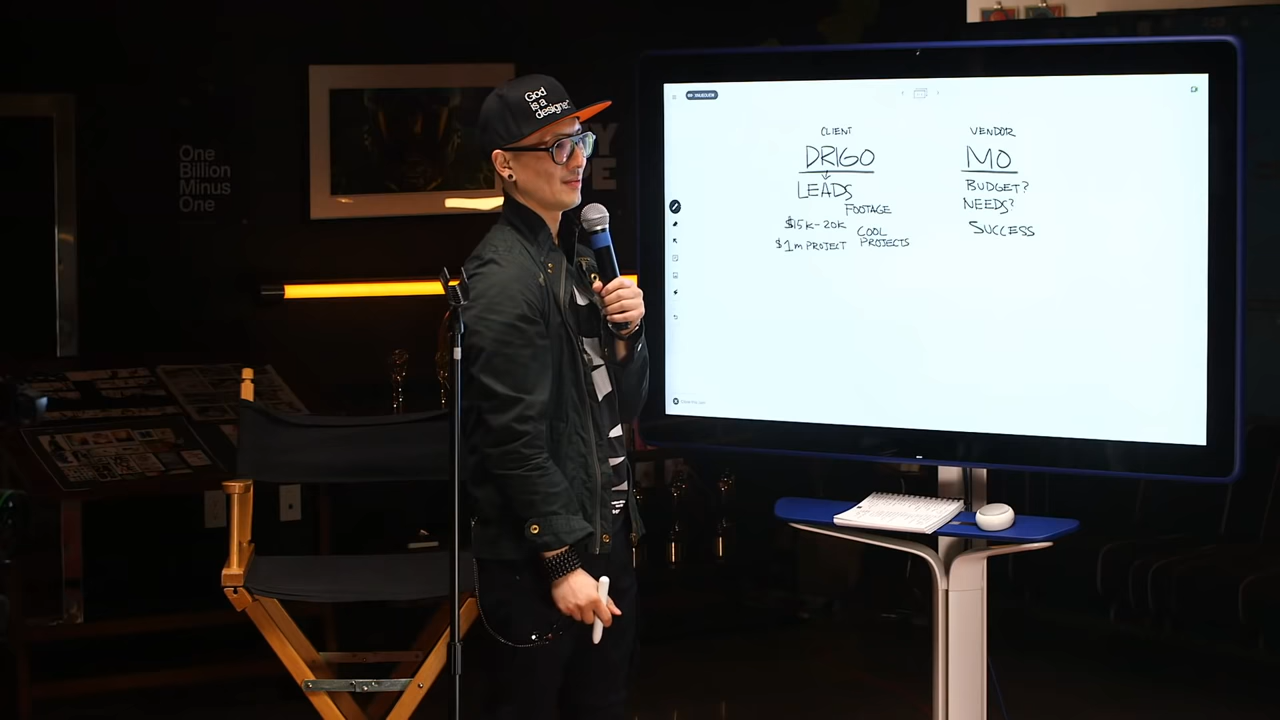 One
Billion
Minus
One
God
is a
designer.
CLIENT
DRIGO
LEADS
FOOTAGE
$15K-20K
COOL
PROJECTS
$1M PROJECT
VENDOR
MO
BUDGET?
NEEDS?
SUCCESS